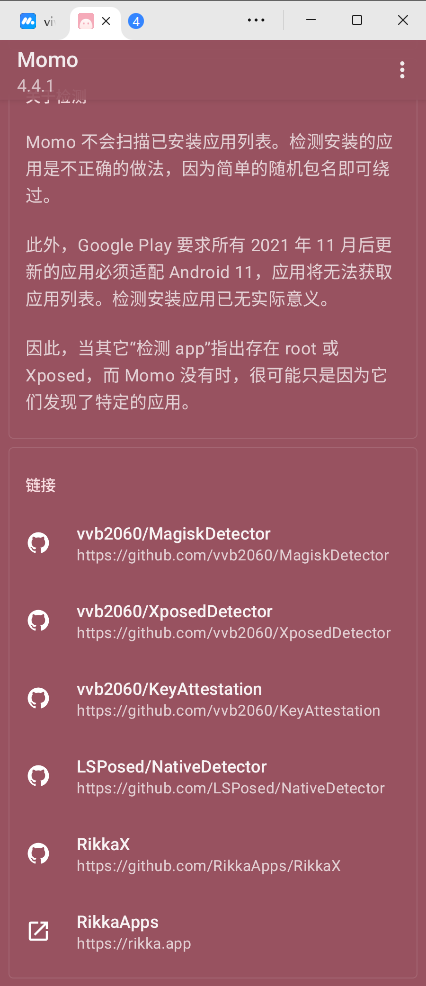 4
Momo
4.4.1
关于检测
Momo 不会扫描已安装应用列表。检测安装的应
用是不正确的做法，因为简单的随机包名即可绕
过。
此外，Google Play 要求所有 2021 年 11 月后更
新的应用必须适配 Android 11，应用将无法获取
应用列表。检测安装应用已无实际意义。
因此，当其它“检测 app”指出存在 root 或
Xposed，而 Momo 没有时，很可能只是因为它
们发现了特定的应用。
链接
vvb2060/MagiskDetector
https://github.com/vvb2060/MagiskDetector
vvb2060/XposedDetector
https://github.com/vvb2060/XposedDetector
vvb2060/KeyAttestation
https://github.com/vvb2060/KeyAttestation
LSPosed/NativeDetector
https://github.com/LSPosed/NativeDetector
RikkaX
https://github.com/RikkaApps/RikkaX
RikkaApps
https://rikka.app